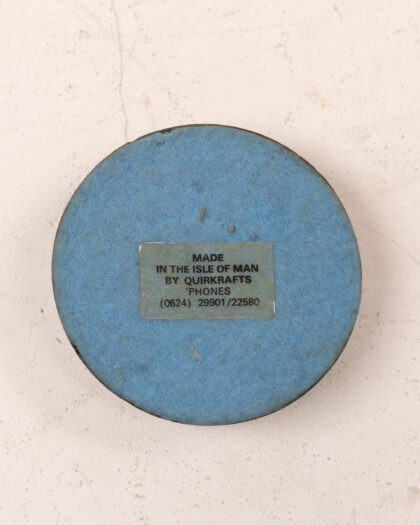 MADE
IN THE ISLE OF MAN
BY QUIRKRAFTS
'PHONES
(0624) 29901/22580